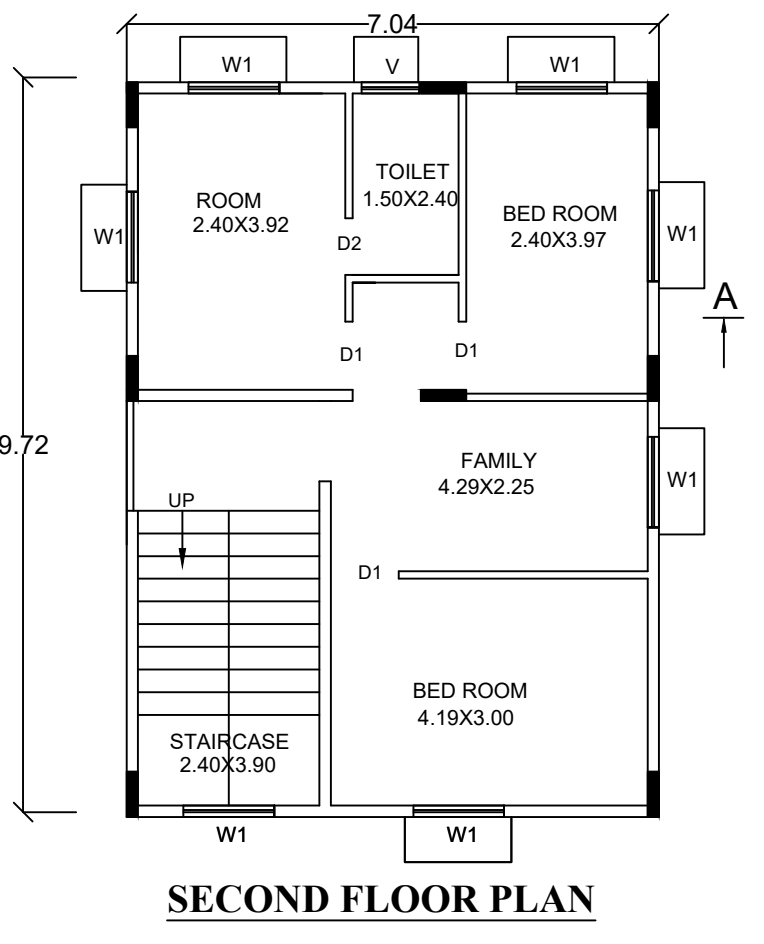 7.04
W1
V
W1
TOILET
1.50X2.40
ROOM
2.40X3.92
BED ROOM
2.40X3.97
W1
D2
W1
A
D1
D1
9.72
FAMILY
4.29X2.25
W1
UP
D1
BED ROOM
4.19X3.00
STAIRCASE
2.40X3.90
W1
W1
SECOND FLOOR PLAN